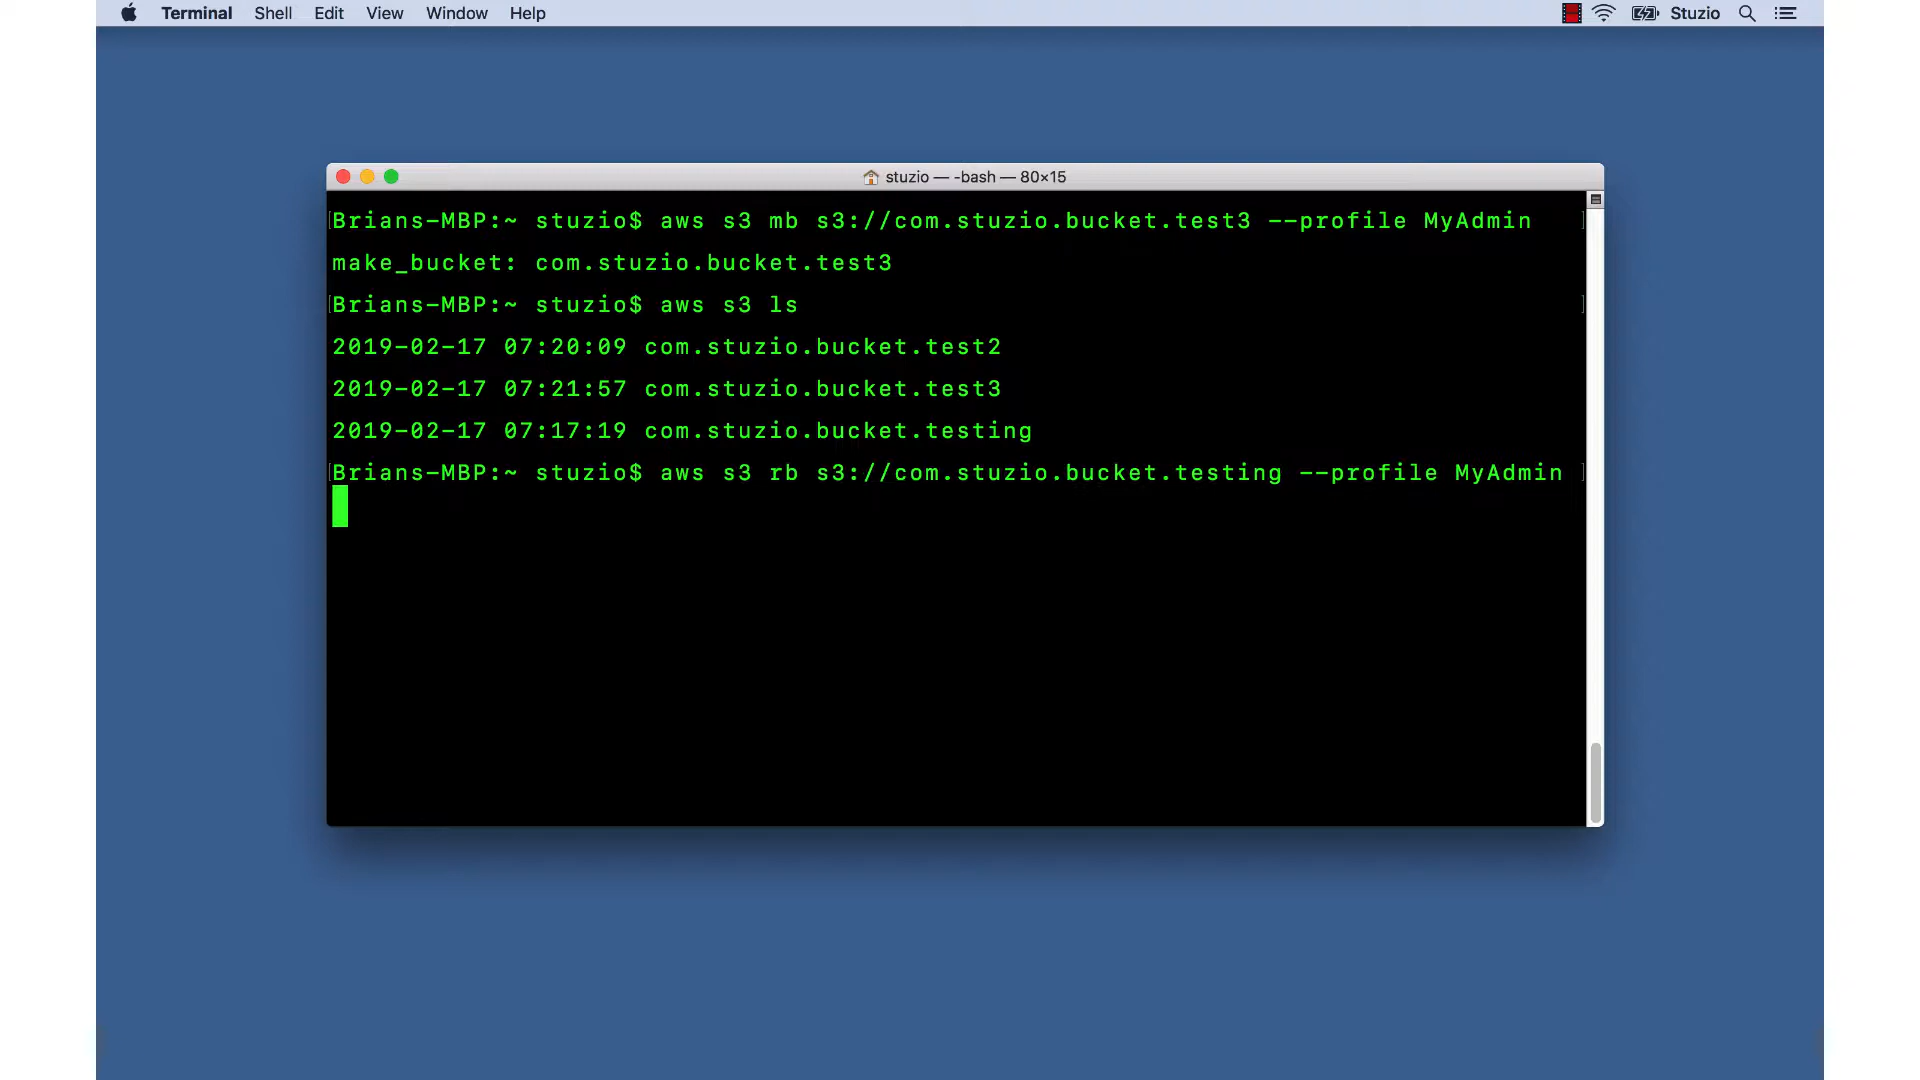 Terminal Shell Edit View Window Help Stuzio
stuzio — -bash — 80×15
Brians-MBP:~ stuzio$ aws s3 mb s3://com.stuzio.bucket.test3 --profile MyAdmin
make_bucket: com.stuzio.bucket.test3
Brians-MBP:~ stuzio$ aws s3 ls
2019-02-17 07:20:09 com.stuzio.bucket.test2
2019-02-17 07:21:57 com.stuzio.bucket.test3
2019-02-17 07:17:19 com.stuzio.bucket.testing
Brians-MBP:~ stuzio$ aws s3 rb s3://com.stuzio.bucket.testing --profile MyAdmin